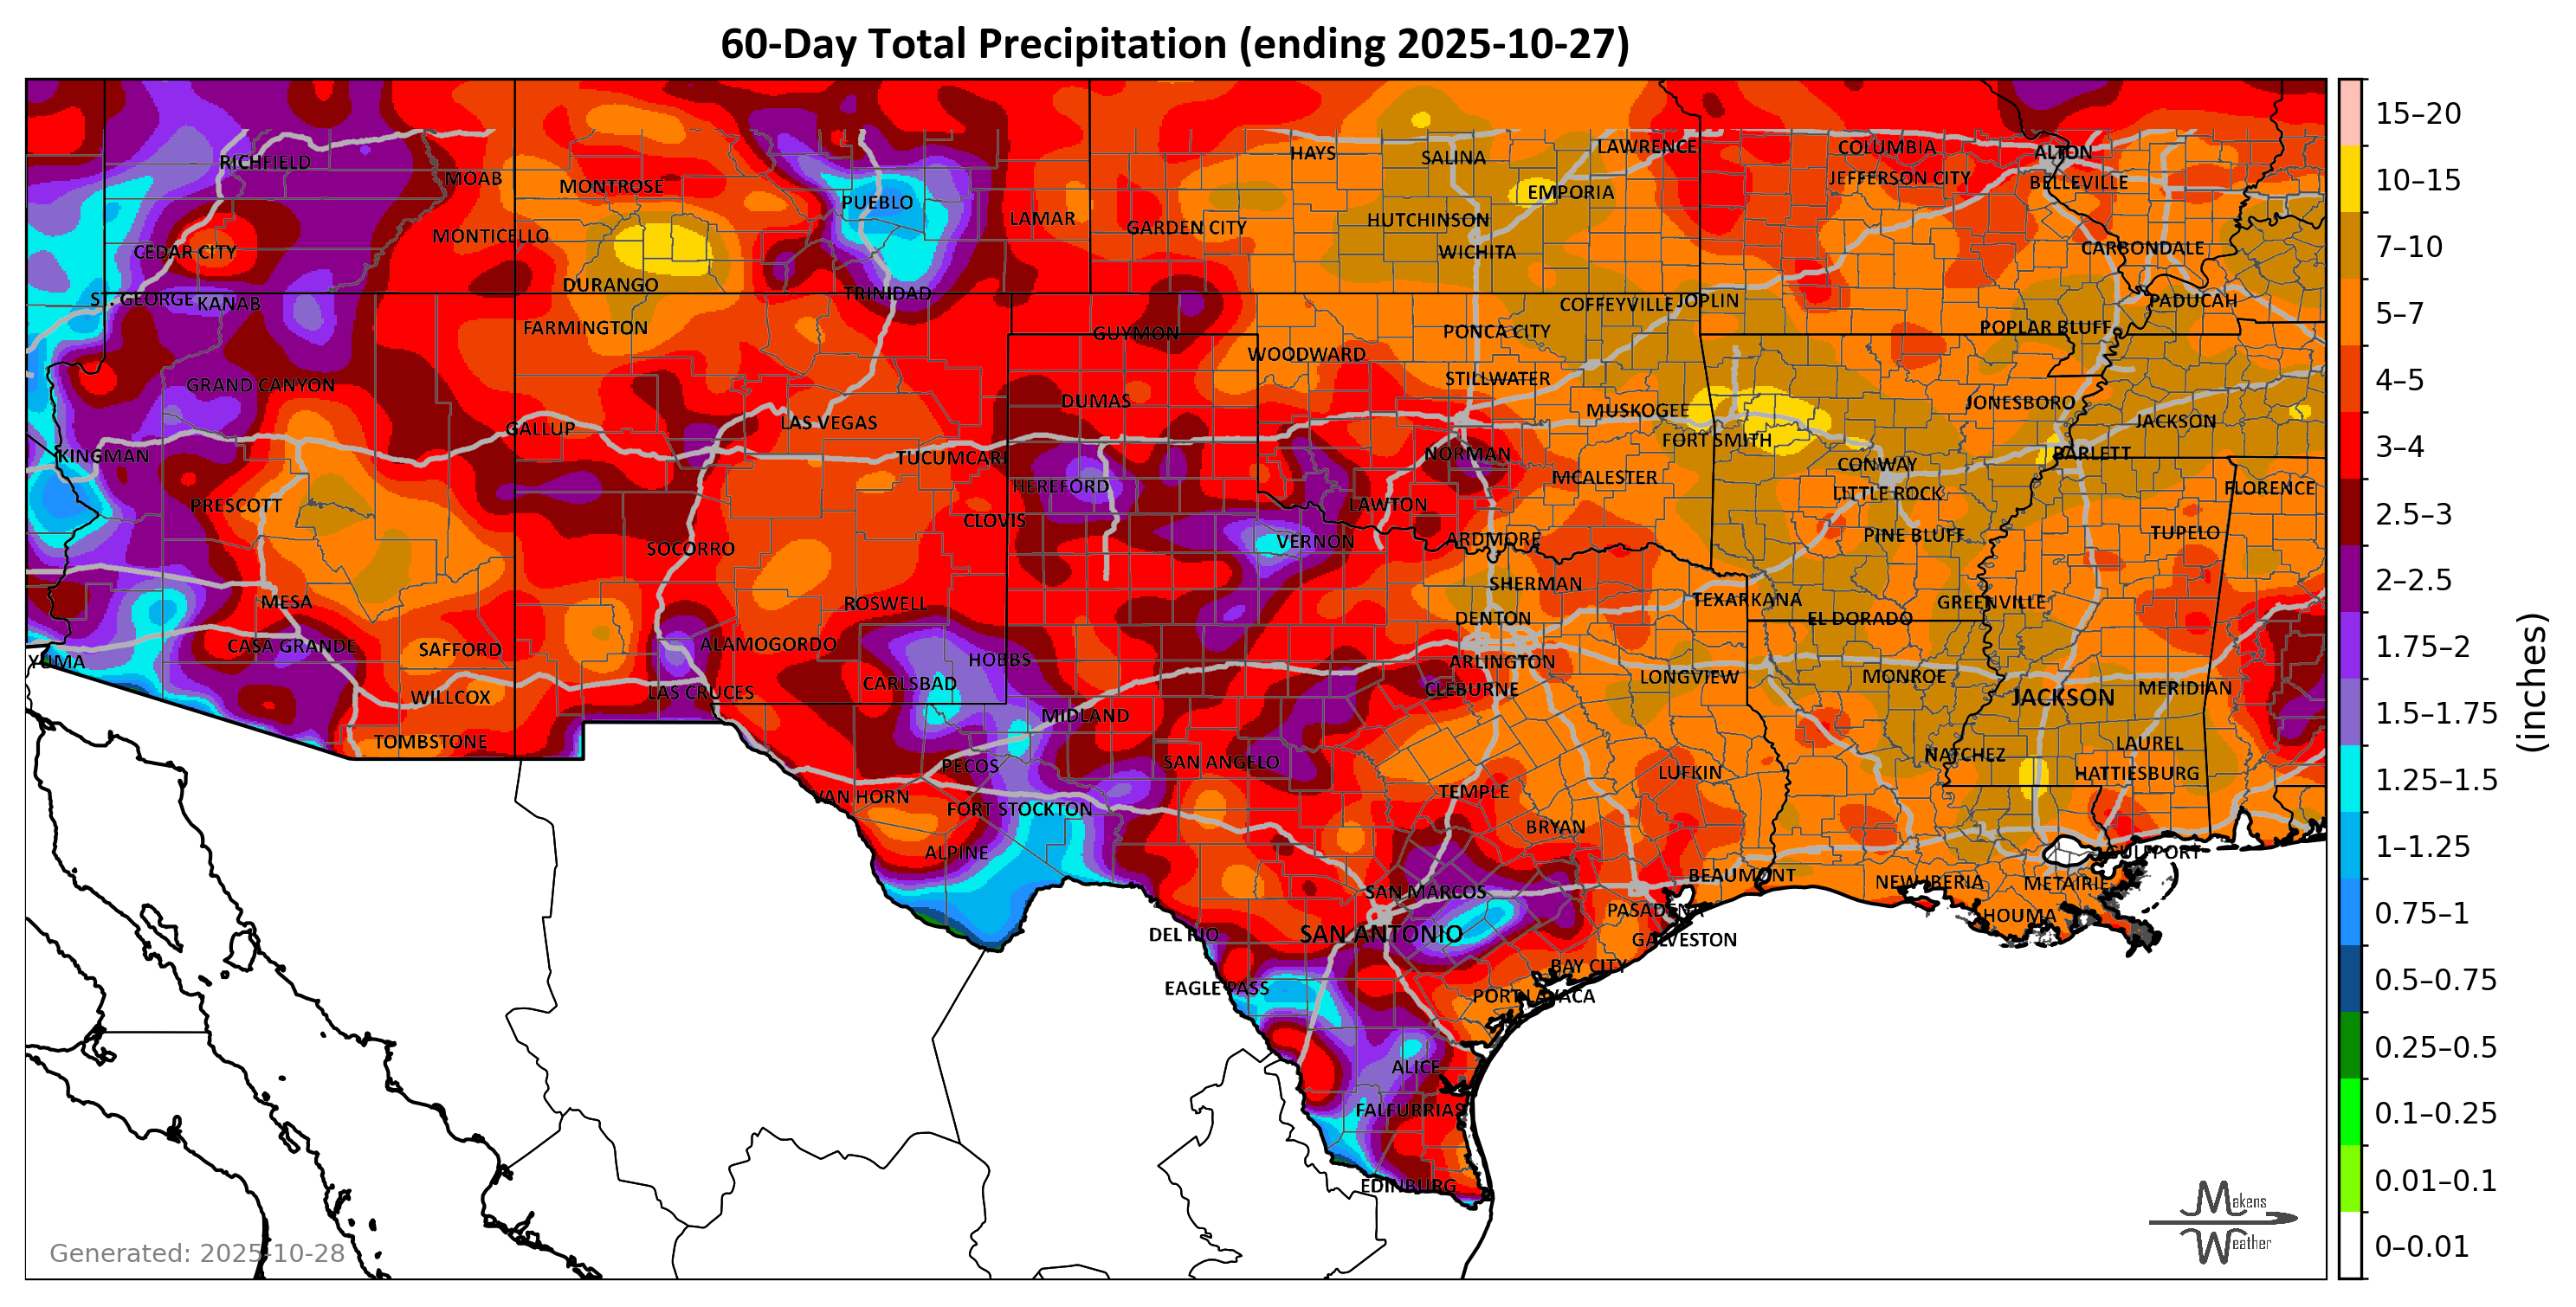 60-Day Total Precipitation (ending 2025-10-27)
RICHFIELD
MOAB
MONTROSE
PUEBLO
LAMAR
GARDEN CITY
HAYS
SALINA
LAWRENCE
COLUMBIA
ALTON
JEFFERSON CITY
BELLEVILLE
EMPORIA
HUTCHINSON
WICHITA
CARBONDALE
CEDAR CITY
MONTICELLO
DURANGO
TRINIDAD
ST. GEORGE
KANAB
FARMINGTON
GUYMON
COFFEYVILLE
JOPLIN
PADUCAH
PONCA CITY
POPLAR BLUFF
WOODWARD
STILLWATER
GRAND CANYON
DUMAS
MUSKOGEE
JONESBORO
JACKSON
GALLUP
LAS VEGAS
TUCUMCARI
FORT SMITH
BARLETT
KINGMAN
NORMAN
CONWAY
HEREFORD
MCALESTER
LITTLE ROCK
FLORENCE
PRESCOTT
LAWTON
CLOVIS
TUPELO
SOCORRO
VERNON
ARDMORE
PINE BLUFF
MESA
ROSWELL
SHERMAN
TEXARKANA
GREENVILLE
DENTON
EL DORADO
CASA GRANDE
SAFFORD
ALAMOGORDO
YUMA
HOBBS
ARLINGTON
CARLSBAD
CLEBURNE
LONGVIEW
MONROE
JACKSON
MERIDIAN
WILLCOX
LAS CRUCES
MIDLAND
TOMBSTONE
PECOS
SAN ANGELO
NATCHEZ
LAUREL
LUFKIN
HATTIESBURG
VAN HORN
FORT STOCKTON
TEMPLE
BRYAN
ALPINE
GULFPORT
SAN MARCOS
BEAUMONT
NEW IBERIA
METAIRIE
PASADENA
HOUMA
DEL RIO
SAN ANTONIO
GALVESTON
BAY CITY
EAGLE PASS
PORT LAVACA
ALICE
FALFURRIAS
EDINBURG
Generated: 2025-10-28
Makens
Weather
15–20
10–15
7–10
5–7
4–5
3–4
2.5–3
2–2.5
1.75–2
1.5–1.75
1.25–1.5
1–1.25
0.75–1
0.5–0.75
0.25–0.5
0.1–0.25
0.01–0.1
0–0.01
(inches)